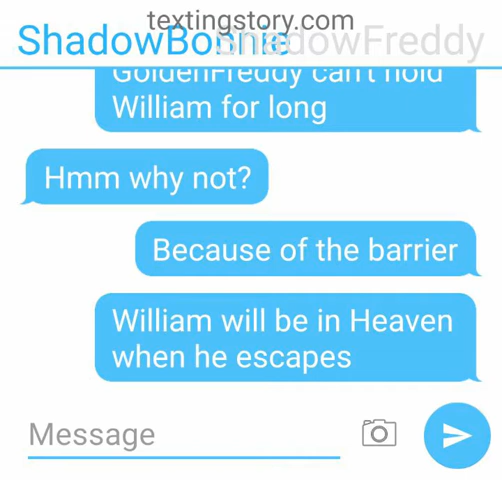 textingstory.com
ShadowBonnie ShadowFreddy
GoldenFreddy can't hold
William for long
Hmm why not?
Because of the barrier
William will be in Heaven
when he escapes
Message